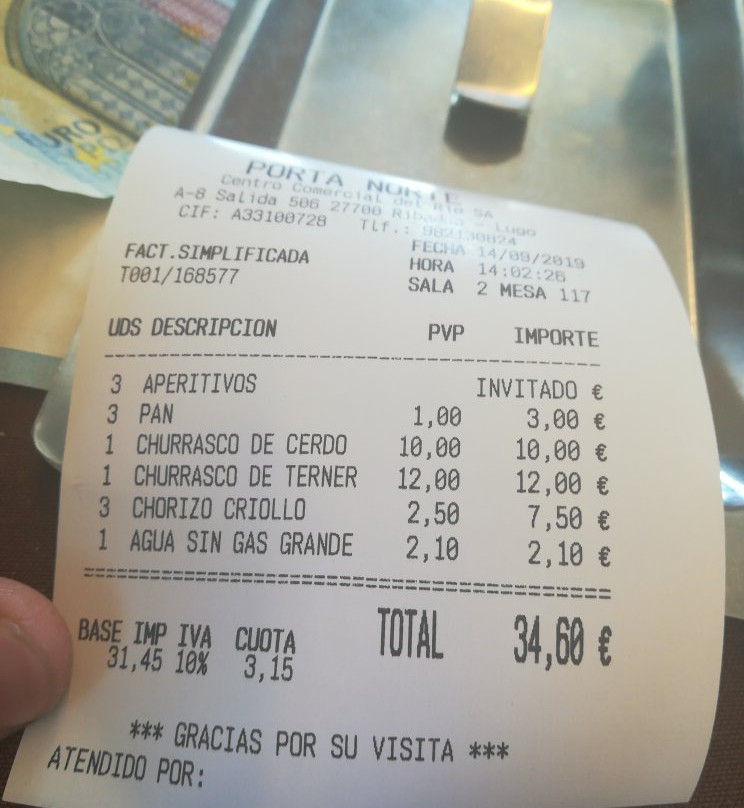 EURO
PORTA NORTE
Centro Comercial del Rio SA
A-8 Salida 506 27700 Ribadeo - Lugo
CIF: A33100728 Tlf.: 982130824
FACT.SIMPLIFICADA
T001/168577
FECHA 14/09/2019
HORA 14:02:26
SALA 2 MESA 117
UDS DESCRIPCION PVP IMPORTE
3 APERITIVOS INVITADO €
3 PAN 1,00 3,00 €
1 CHURRASCO DE CERDO 10,00 10,00 €
1 CHURRASCO DE TERNER 12,00 12,00 €
3 CHORIZO CRIOLLO 2,50 7,50 €
1 AGUA SIN GAS GRANDE 2,10 2,10 €
BASE IMP IVA CUOTA TOTAL 34,60 €
31,45 10% 3,15
*** GRACIAS POR SU VISITA ***
ATENDIDO POR: